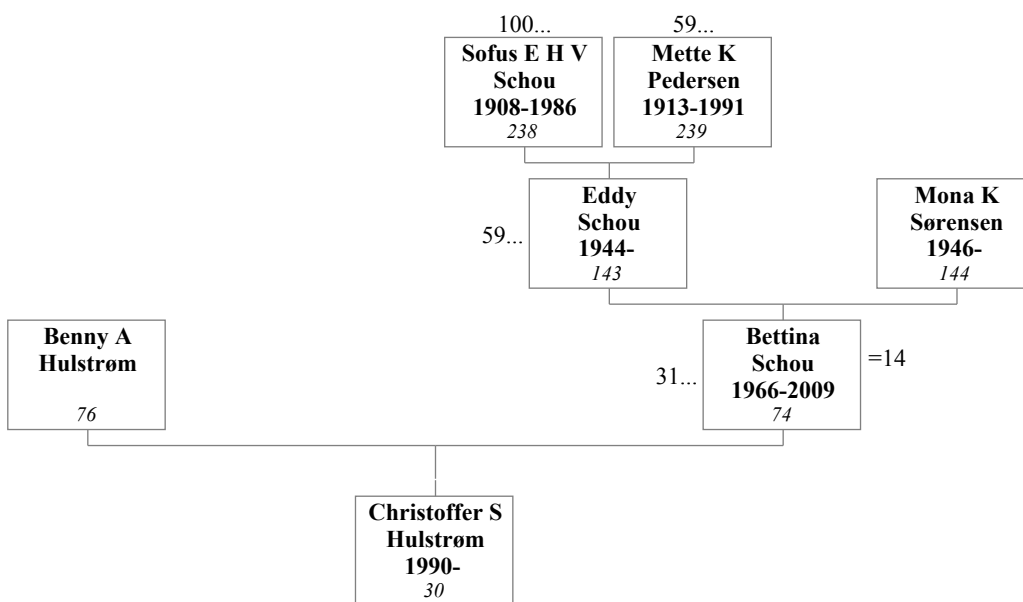 100...
59...
Sofus E H V
Schou
1908-1986
238
Mette K
Pedersen
1913-1991
239
59...
Eddy
Schou
1944-
143
Mona K
Sørensen
1946-
144
Benny A
Hulstrøm
76
31...
Bettina
Schou
1966-2009
74
=14
Christoffer S
Hulstrøm
1990-
30